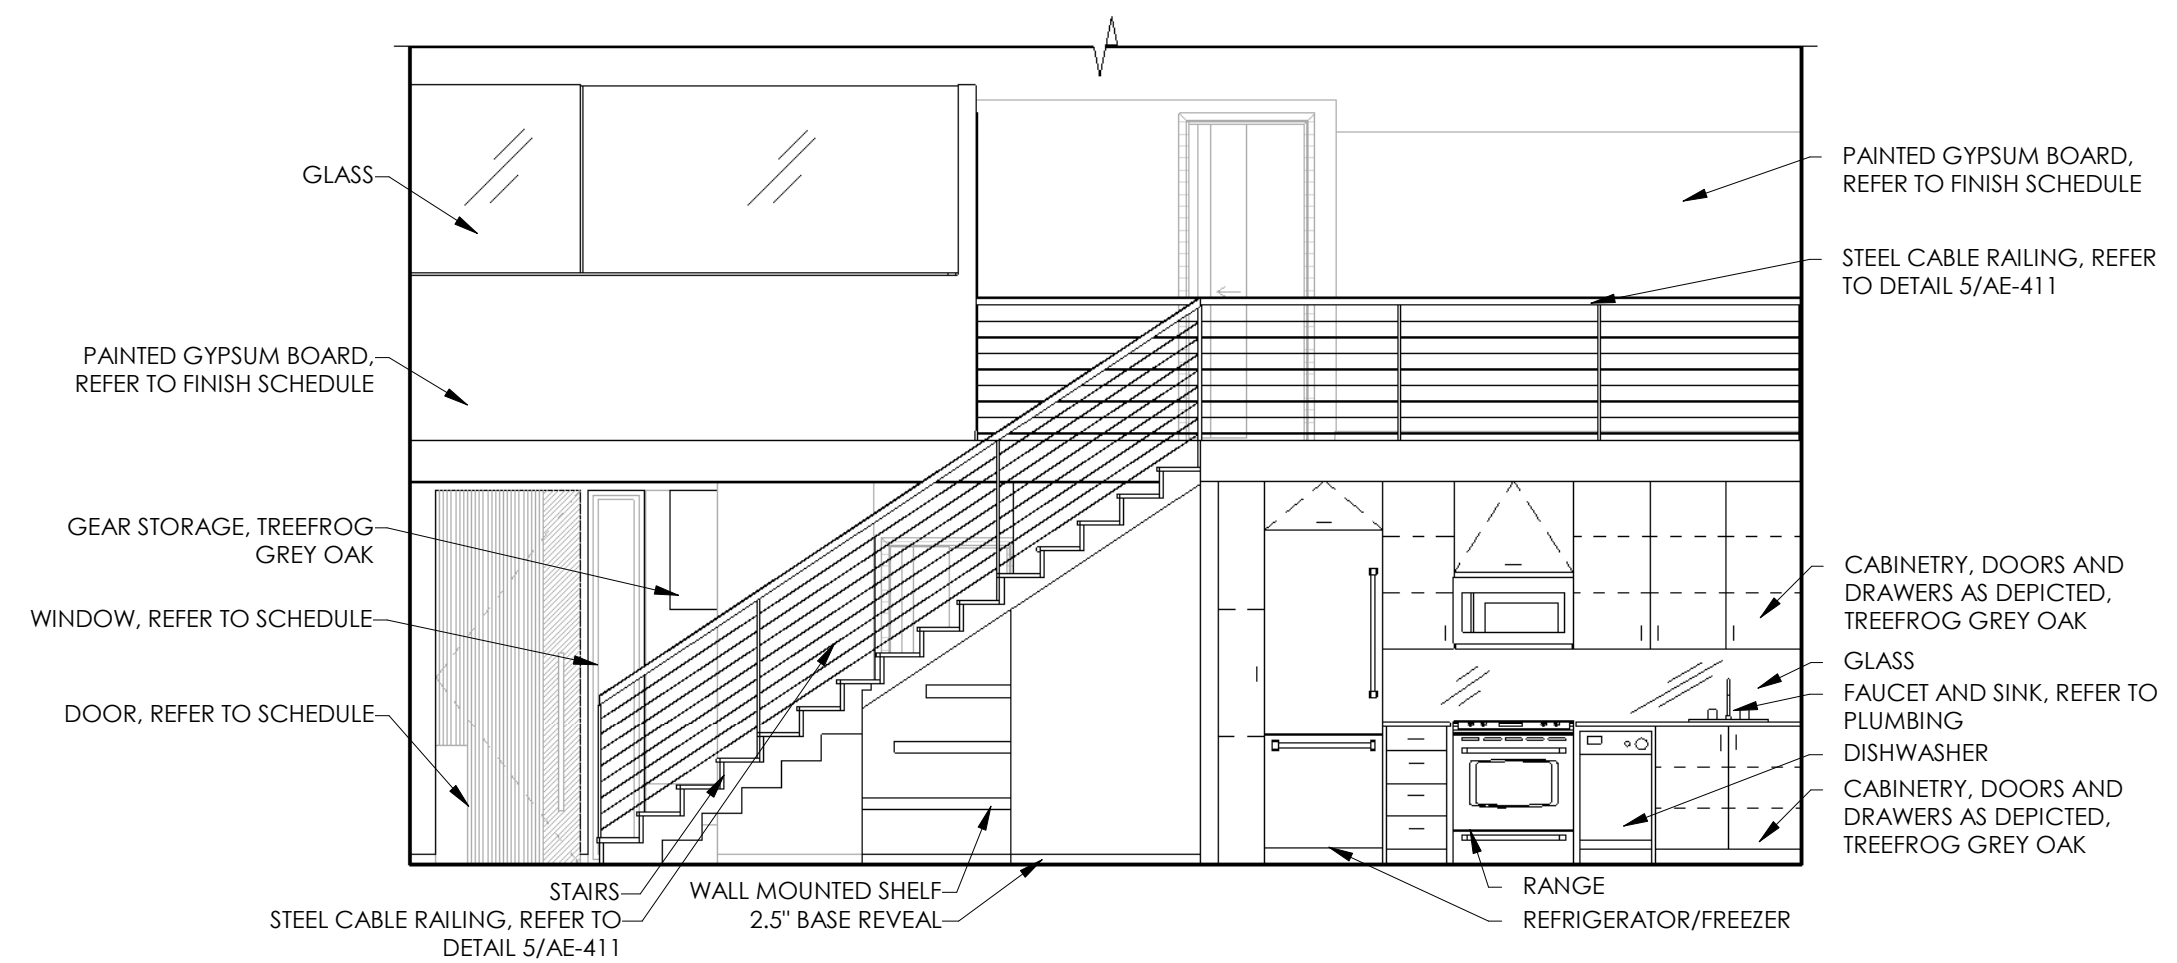 GLASS
PAINTED GYPSUM BOARD,
REFER TO FINISH SCHEDULE
GEAR STORAGE, TREEFROG
GREY OAK
WINDOW, REFER TO SCHEDULE
DOOR, REFER TO SCHEDULE
STAIRS
STEEL CABLE RAILING, REFER TO
DETAIL 5/AE-411
WALL MOUNTED SHELF
2.5" BASE REVEAL
PAINTED GYPSUM BOARD,
REFER TO FINISH SCHEDULE
STEEL CABLE RAILING, REFER
TO DETAIL 5/AE-411
CABINETRY, DOORS AND
DRAWERS AS DEPICTED,
TREEFROG GREY OAK
GLASS
FAUCET AND SINK, REFER TO
PLUMBING
DISHWASHER
CABINETRY, DOORS AND
DRAWERS AS DEPICTED,
TREEFROG GREY OAK
RANGE
REFRIGERATOR/FREEZER